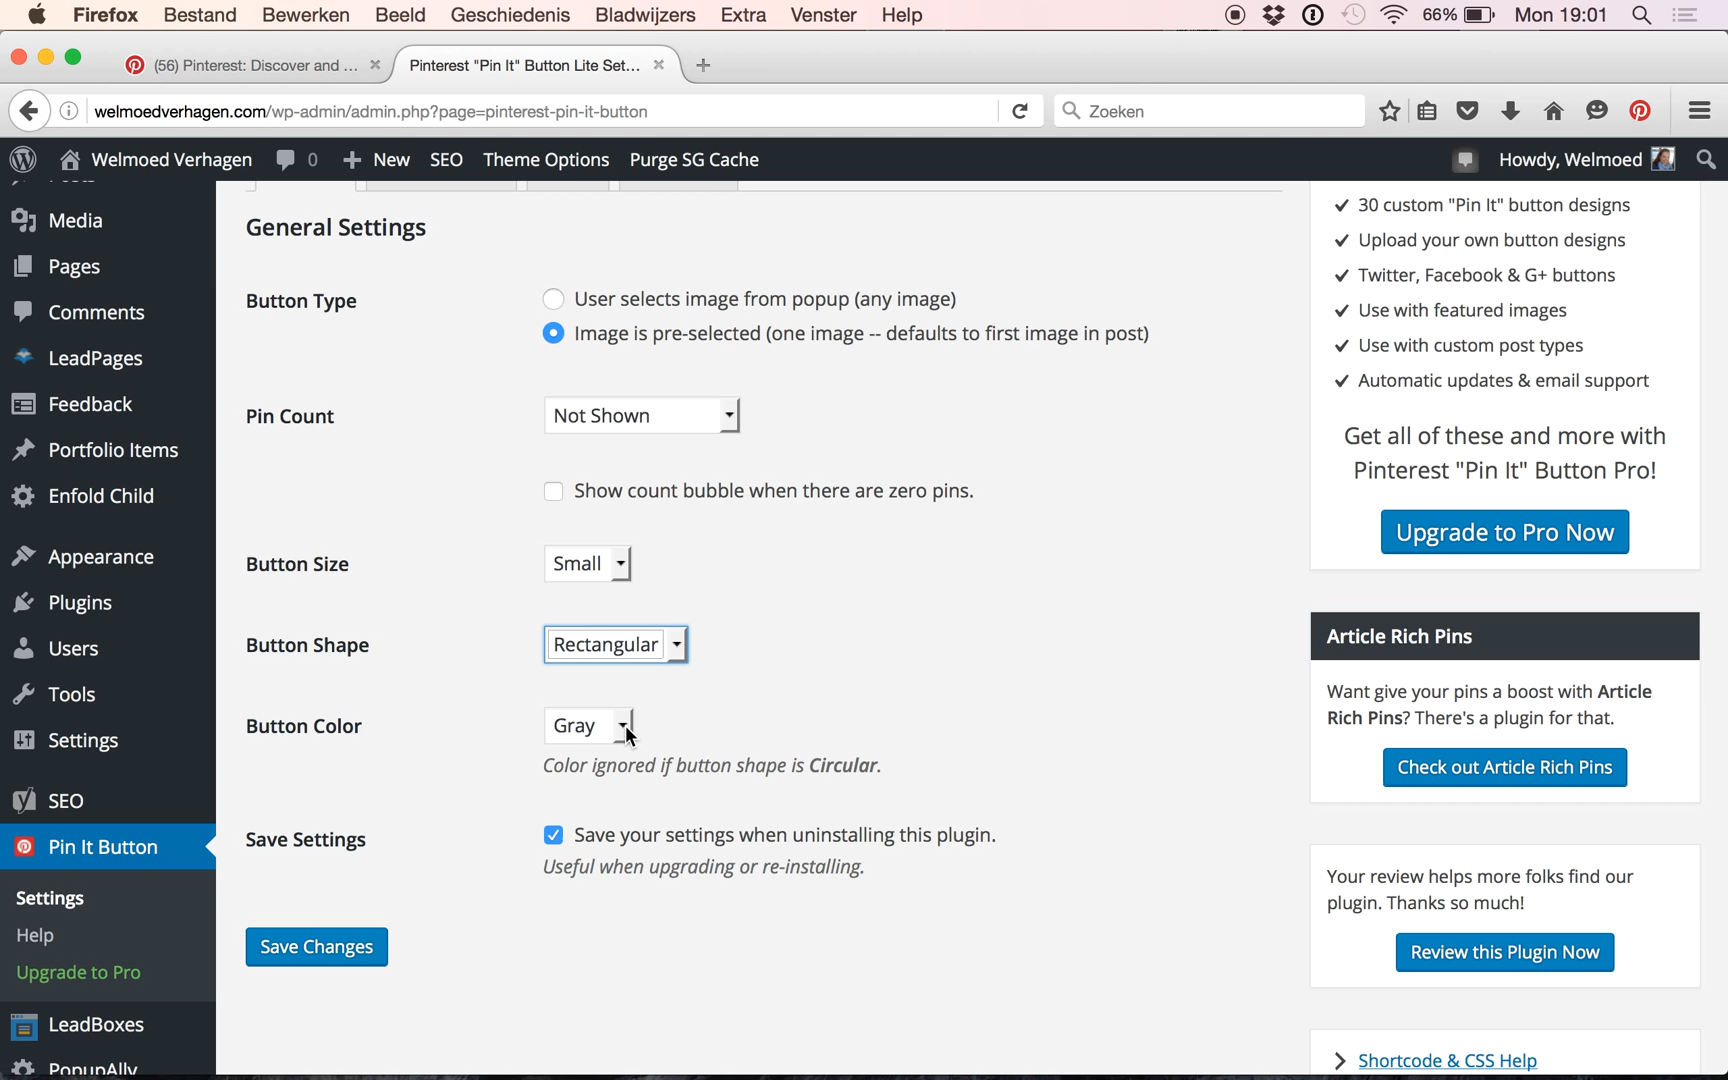 Firefox Bestand Bewerken Beeld Geschiedenis Bladwijzers Extra Venster Help 66% Mon 19:01
(56) Pinterest: Discover and ... Pinterest "Pin It" Button Lite Set...
welmoedverhagen.com/wp-admin/admin.php?page=pinterest-pin-it-button Zoeken
Welmoed Verhagen 0 New SEO Theme Options Purge SG Cache Howdy, Welmoed
Media
Pages
Comments
LeadPages
Feedback
Portfolio Items
Enfold Child
Appearance
Plugins
Users
Tools
Settings
SEO
Pin It Button
Settings
Help
Upgrade to Pro
LeadBoxes
PopupAlly
General Settings
Button Type
User selects image from popup (any image)
Image is pre-selected (one image -- defaults to first image in post)
Pin Count Not Shown
Show count bubble when there are zero pins.
Button Size Small
Button Shape Rectangular
Button Color Gray
Color ignored if button shape is Circular.
Save Settings Save your settings when uninstalling this plugin.
Useful when upgrading or re-installing.
Save Changes
30 custom "Pin It" button designs
Upload your own button designs
Twitter, Facebook & G+ buttons
Use with featured images
Use with custom post types
Automatic updates & email support
Get all of these and more with
Pinterest "Pin It" Button Pro!
Upgrade to Pro Now
Article Rich Pins
Want give your pins a boost with Article
Rich Pins? There's a plugin for that.
Check out Article Rich Pins
Your review helps more folks find our
plugin. Thanks so much!
Review this Plugin Now
Shortcode & CSS Help